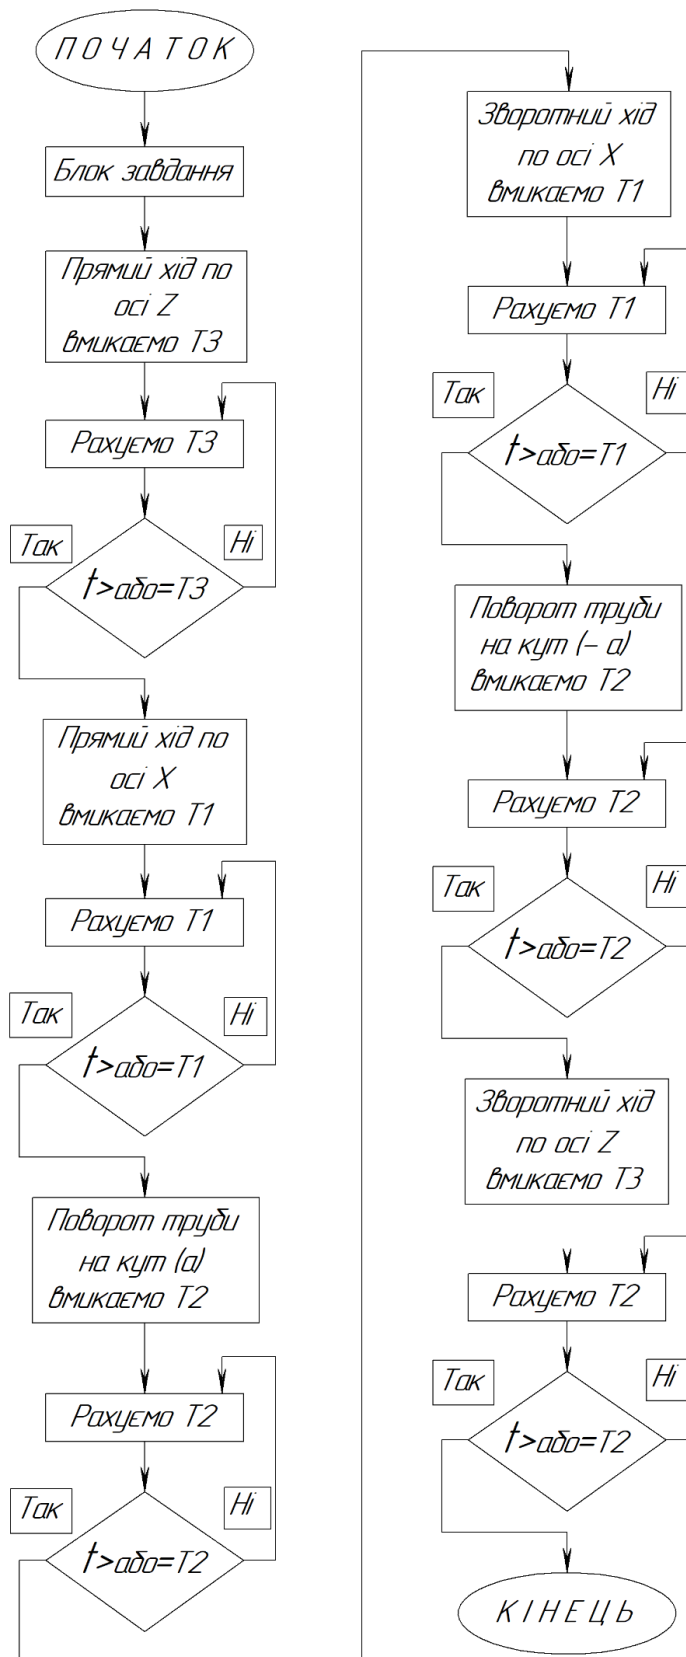 ПОЧАТОК
Блок завдання
Прямий хід по
осі Z
вмикаємо Т3
Рахуємо Т3
Так
Ні
t>або=Т3
Прямий хід по
осі X
вмикаємо Т1
Рахуємо Т1
Так
Ні
t>або=Т1
Поворот труби
на кут (а)
вмикаємо Т2
Рахуємо Т2
Так
Ні
t>або=Т2
Зворотний хід
по осі X
вмикаємо Т1
Рахуємо Т1
Так
Ні
t>або=Т1
Поворот труби
на кут (– а)
вмикаємо Т2
Рахуємо Т2
Так
Ні
t>або=Т2
Зворотний хід
по осі Z
вмикаємо Т3
Рахуємо Т2
Так
Ні
t>або=Т2
КІНЕЦЬ